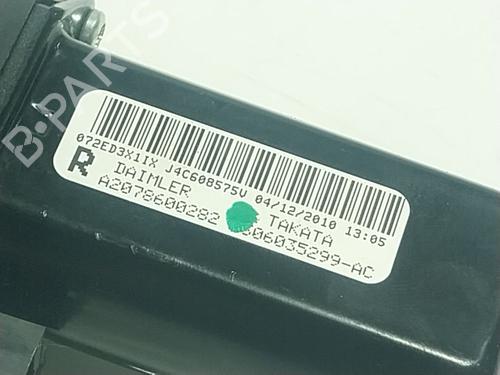 B-PARTS
072ED3X1IX J4C608575V 04/12/2010 13:05
R DAIMLER TAKATA
A2078600282 606035299-AC